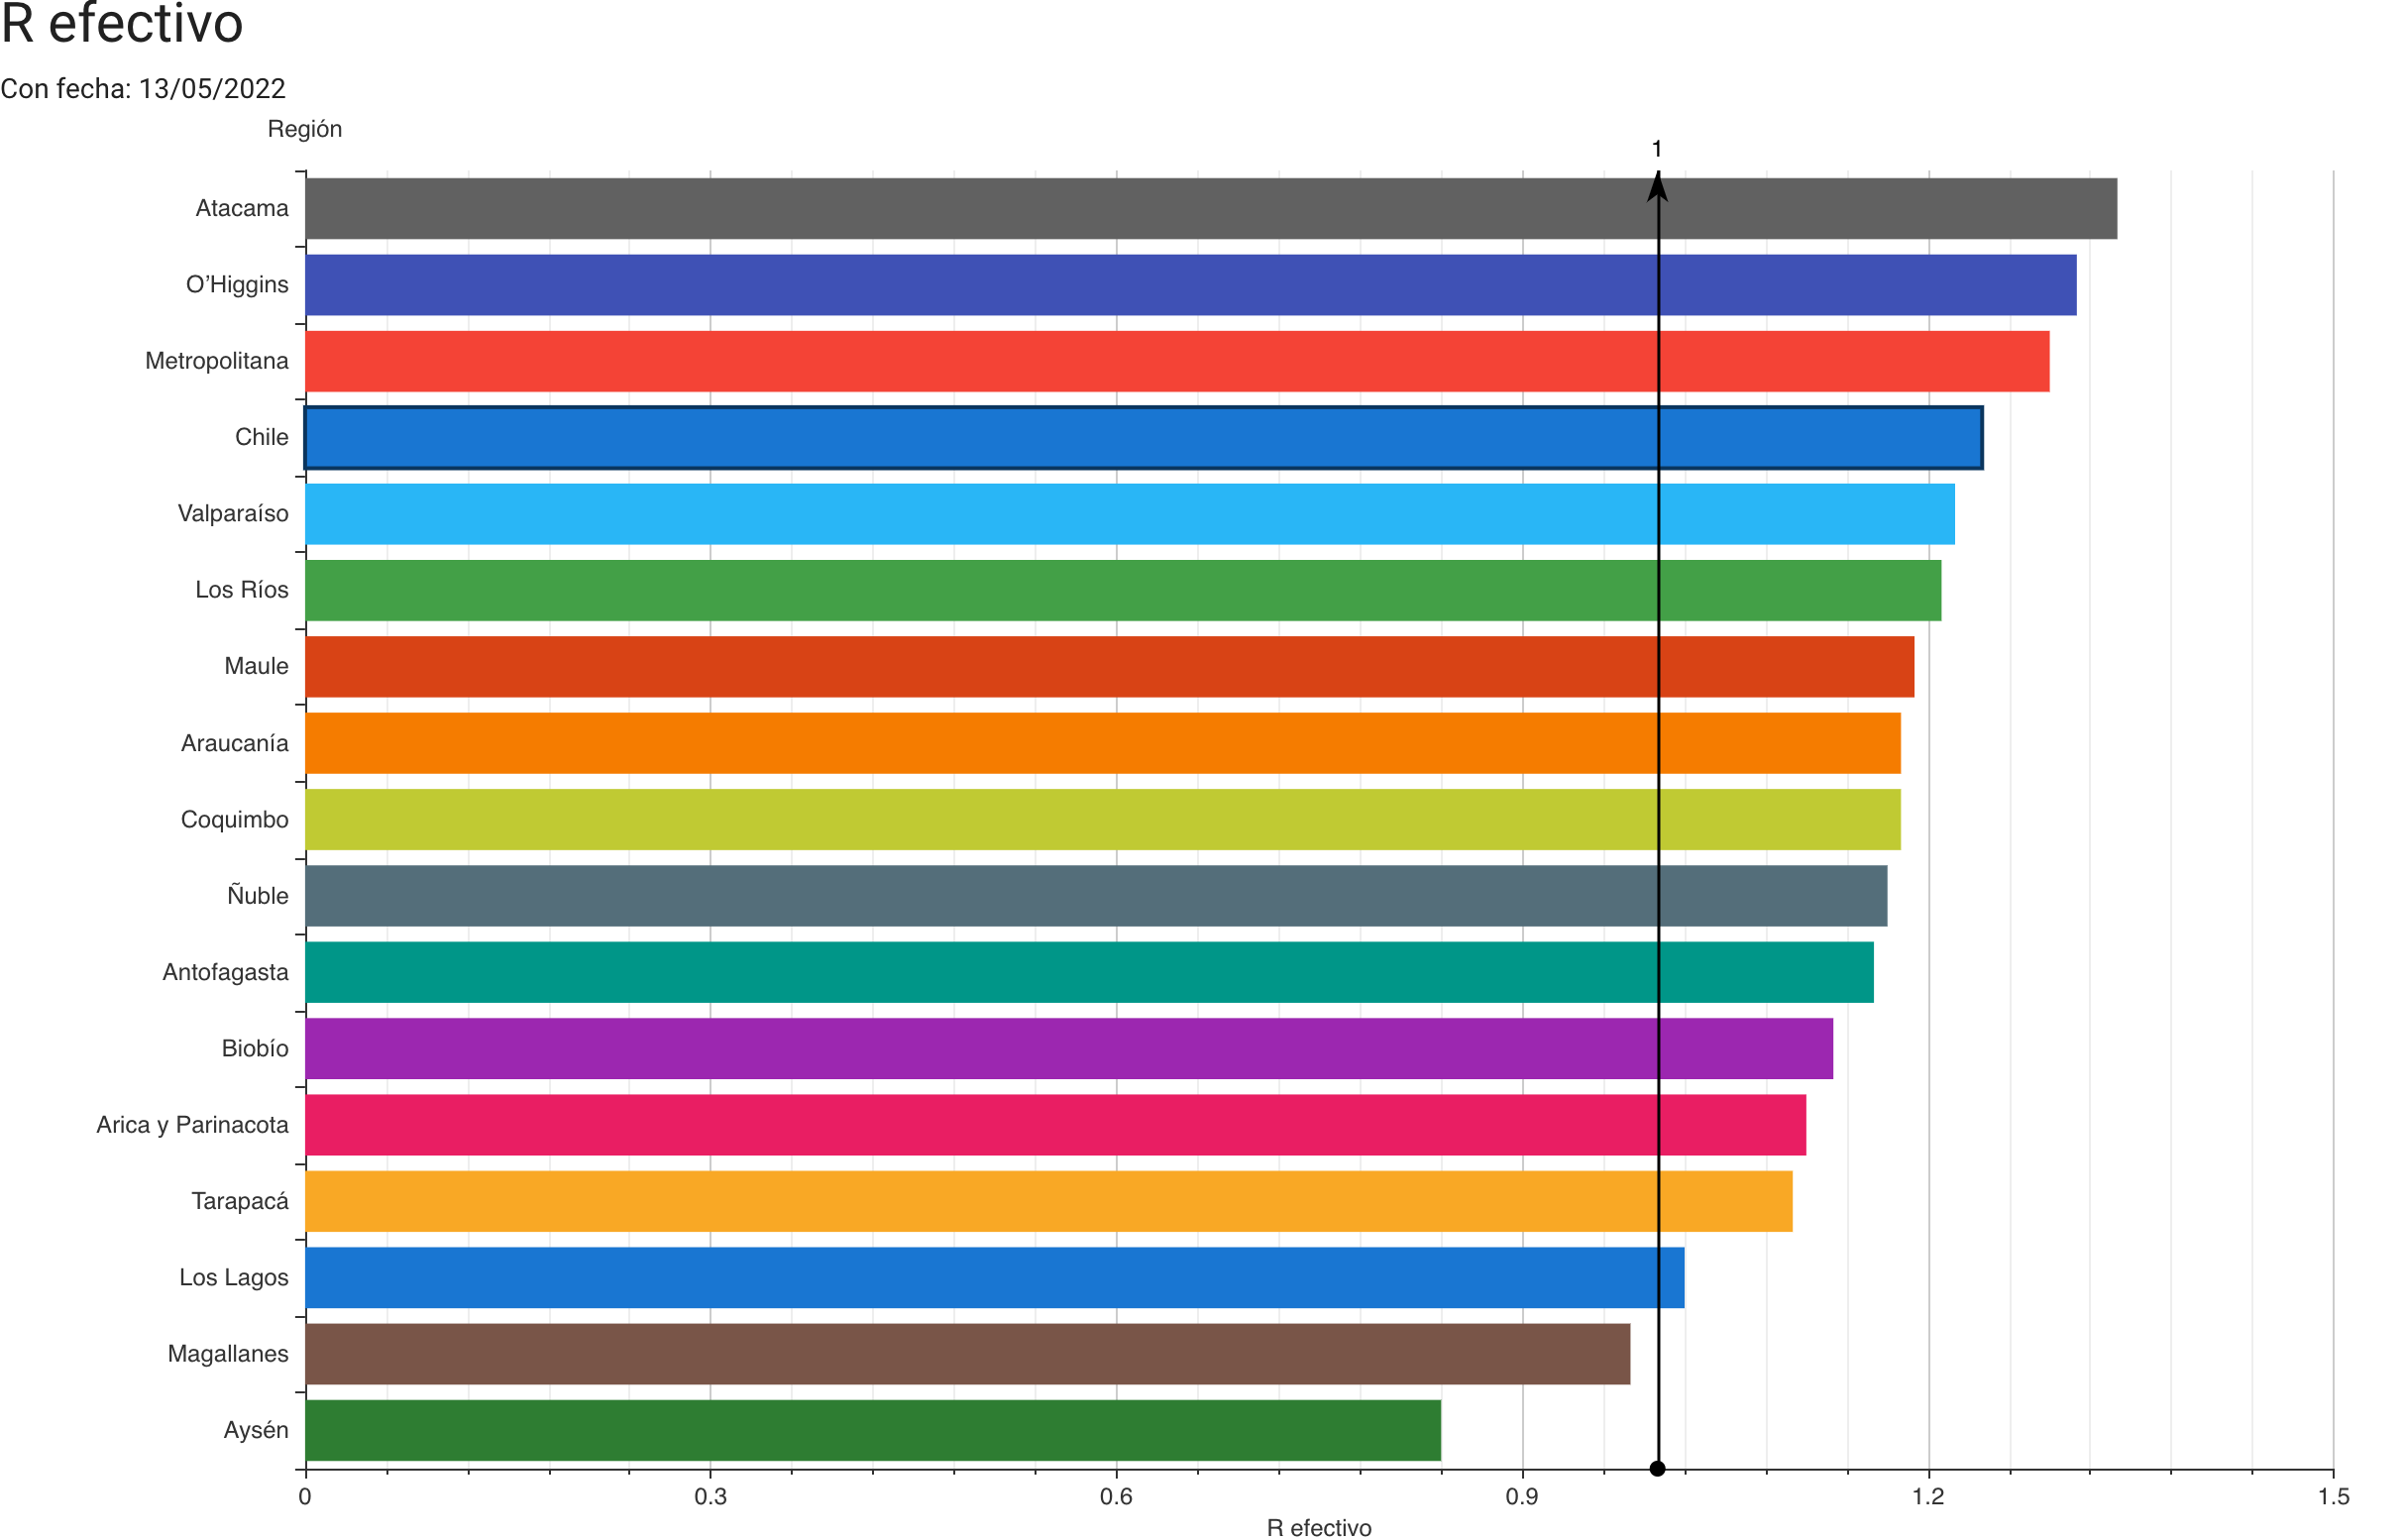 R efectivo
Con fecha: 13/05/2022
Región
1
Atacama
O’Higgins
Metropolitana
Chile
Valparaíso
Los Ríos
Maule
Araucanía
Coquimbo
Ñuble
Antofagasta
Biobío
Arica y Parinacota
Tarapacá
Los Lagos
Magallanes
Aysén
0 0.3 0.6 0.9 1.2 1.5
R efectivo